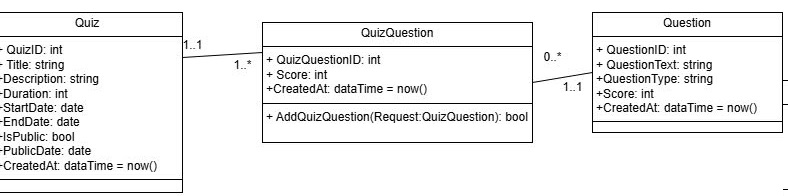 Quiz
+ QuizID: int
+ Title: string
+Description: string
+Duration: int
+StartDate: date
+EndDate: date
+IsPublic: bool
+PublicDate: date
+CreatedAt: dataTime = now()
1..1
1..*
QuizQuestion
+ QuizQuestionID: int
+ Score: int
+CreatedAt: dataTime = now()
+ AddQuizQuestion(Request:QuizQuestion): bool
0..*
1..1
Question
+ QuestionID: int
+ QuestionText: string
+QuestionType: string
+Score: int
+CreatedAt: dataTime = now()